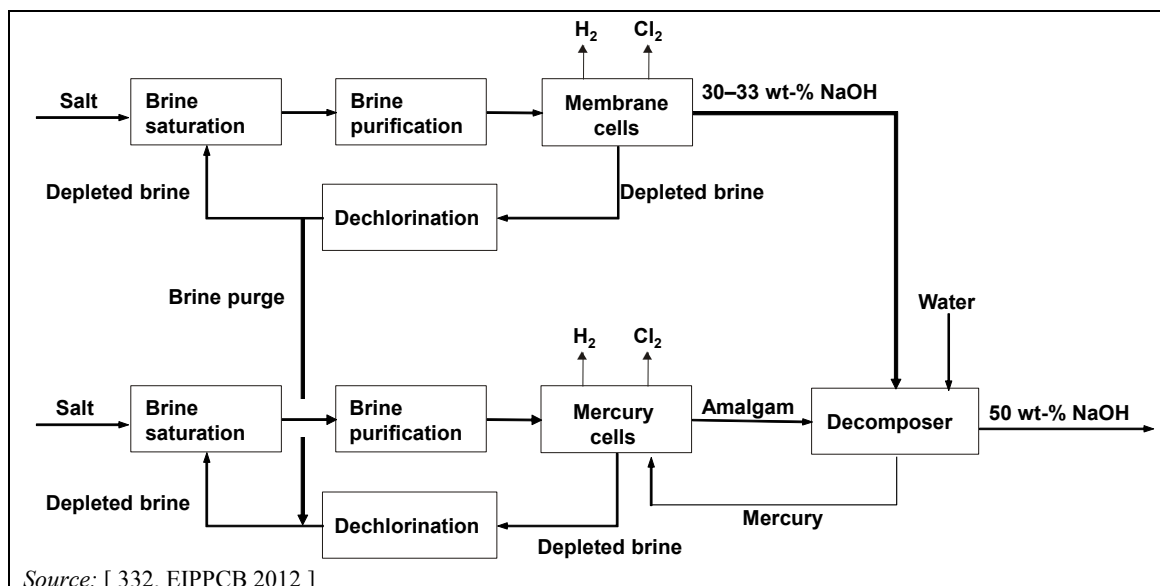 H₂
Cl₂
Salt
Brine
saturation
Brine
purification
Membrane
cells
30–33 wt-% NaOH
Depleted brine
Dechlorination
Depleted brine
Brine purge
Water
H₂
Cl₂
Salt
Brine
saturation
Brine
purification
Mercury
cells
Amalgam
Decomposer
50 wt-% NaOH
Depleted brine
Dechlorination
Depleted brine
Mercury
Source: [ 332, EIPPCB 2012 ]